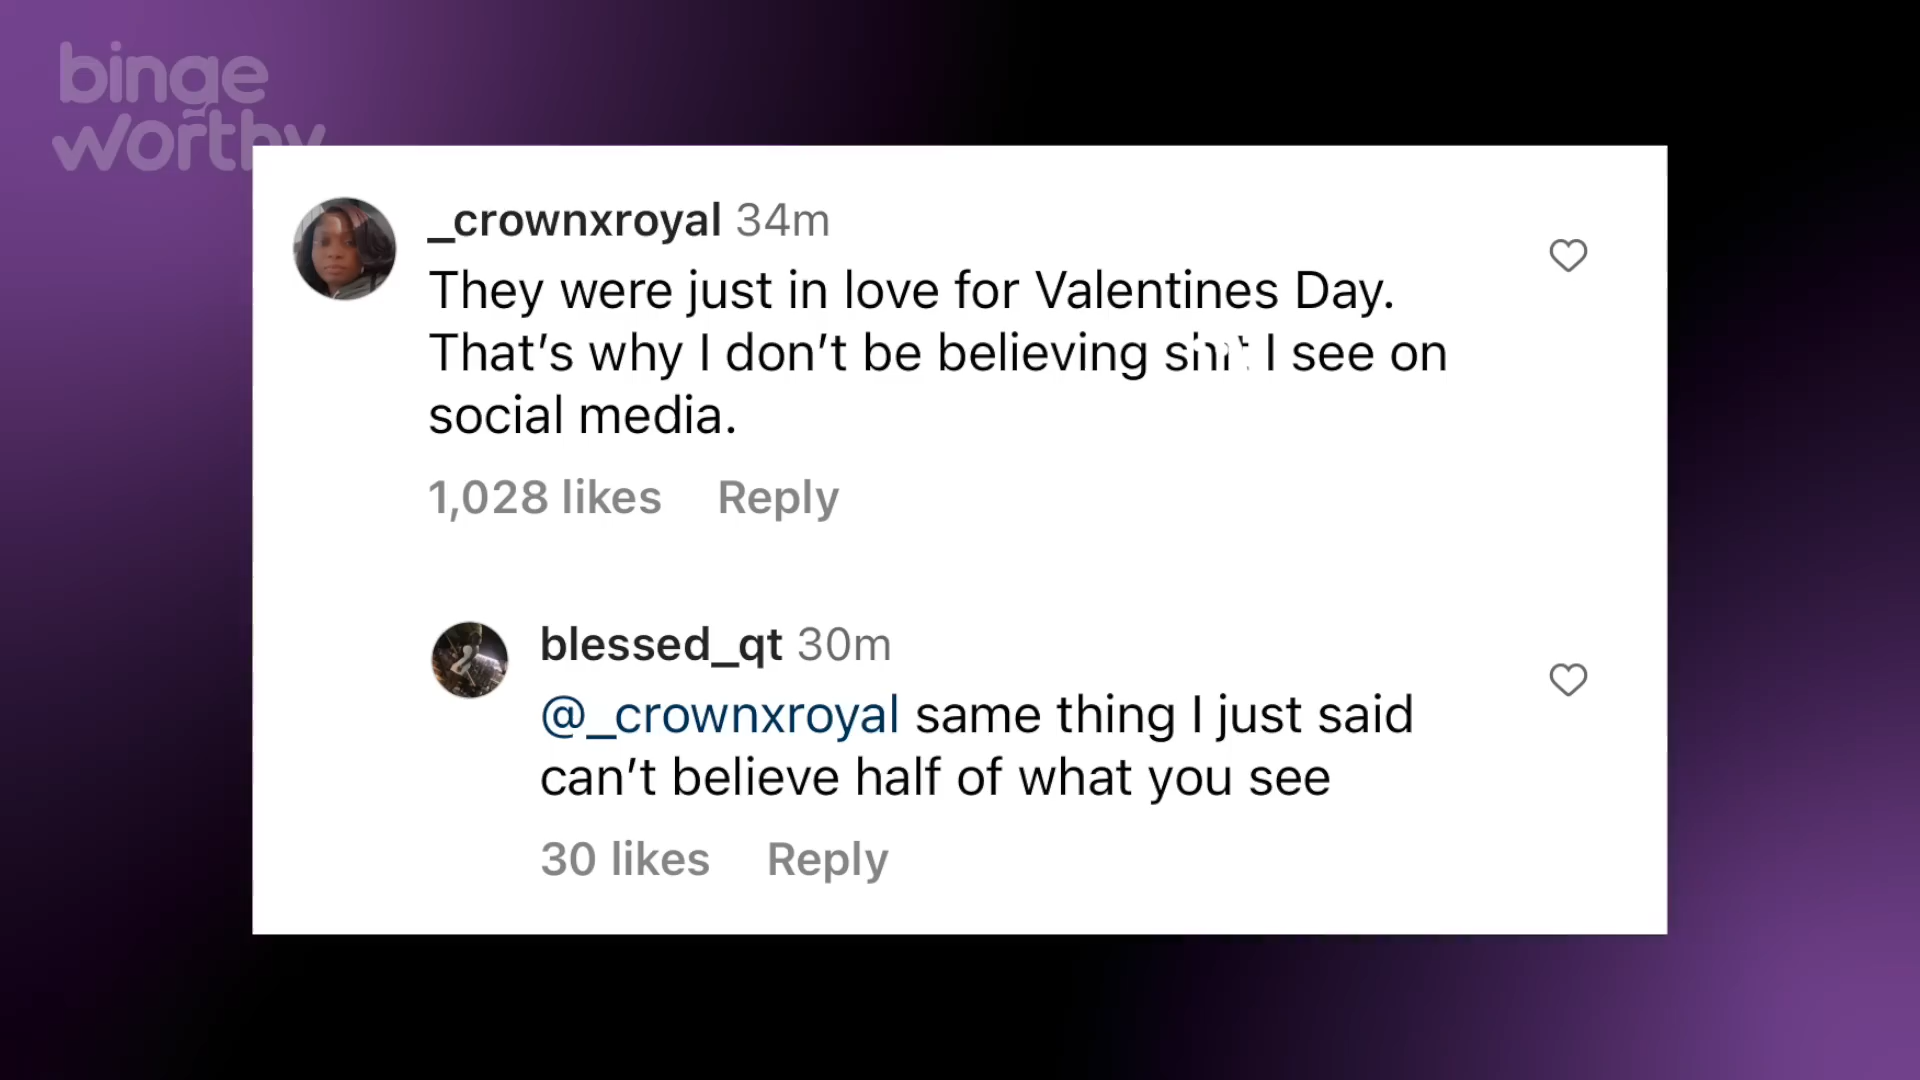 binge
worthy
_crownxroyal 34m
They were just in love for Valentines Day.
That’s why I don’t be believing shit I see on
social media.
1,028 likes Reply
blessed_qt 30m
@_crownxroyal same thing I just said
can’t believe half of what you see
30 likes Reply